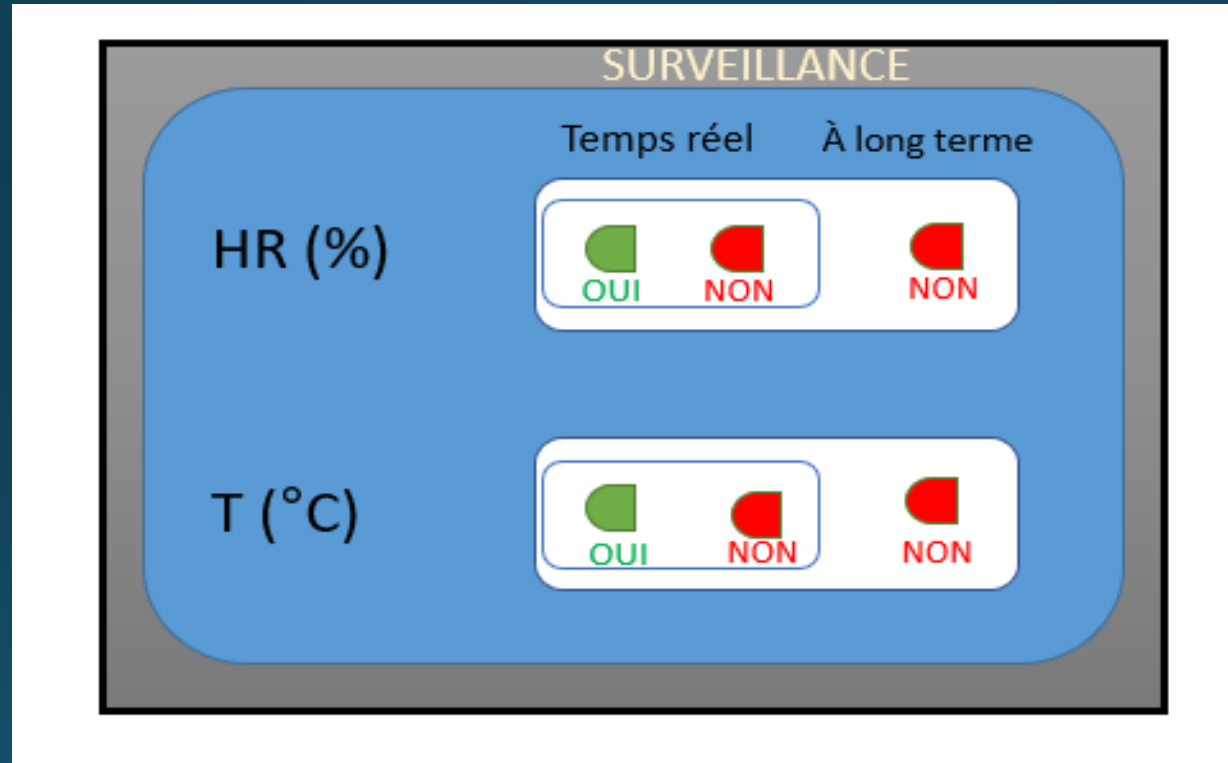 SURVEILLANCE
Temps réel À long terme
HR (%)
OUI NON NON
T (°C)
OUI NON NON